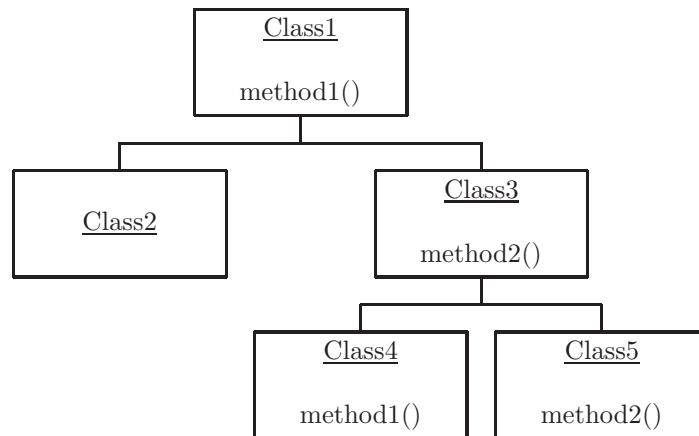 Class1
method1()
Class2
Class3
method2()
Class4
method1()
Class5
method2()